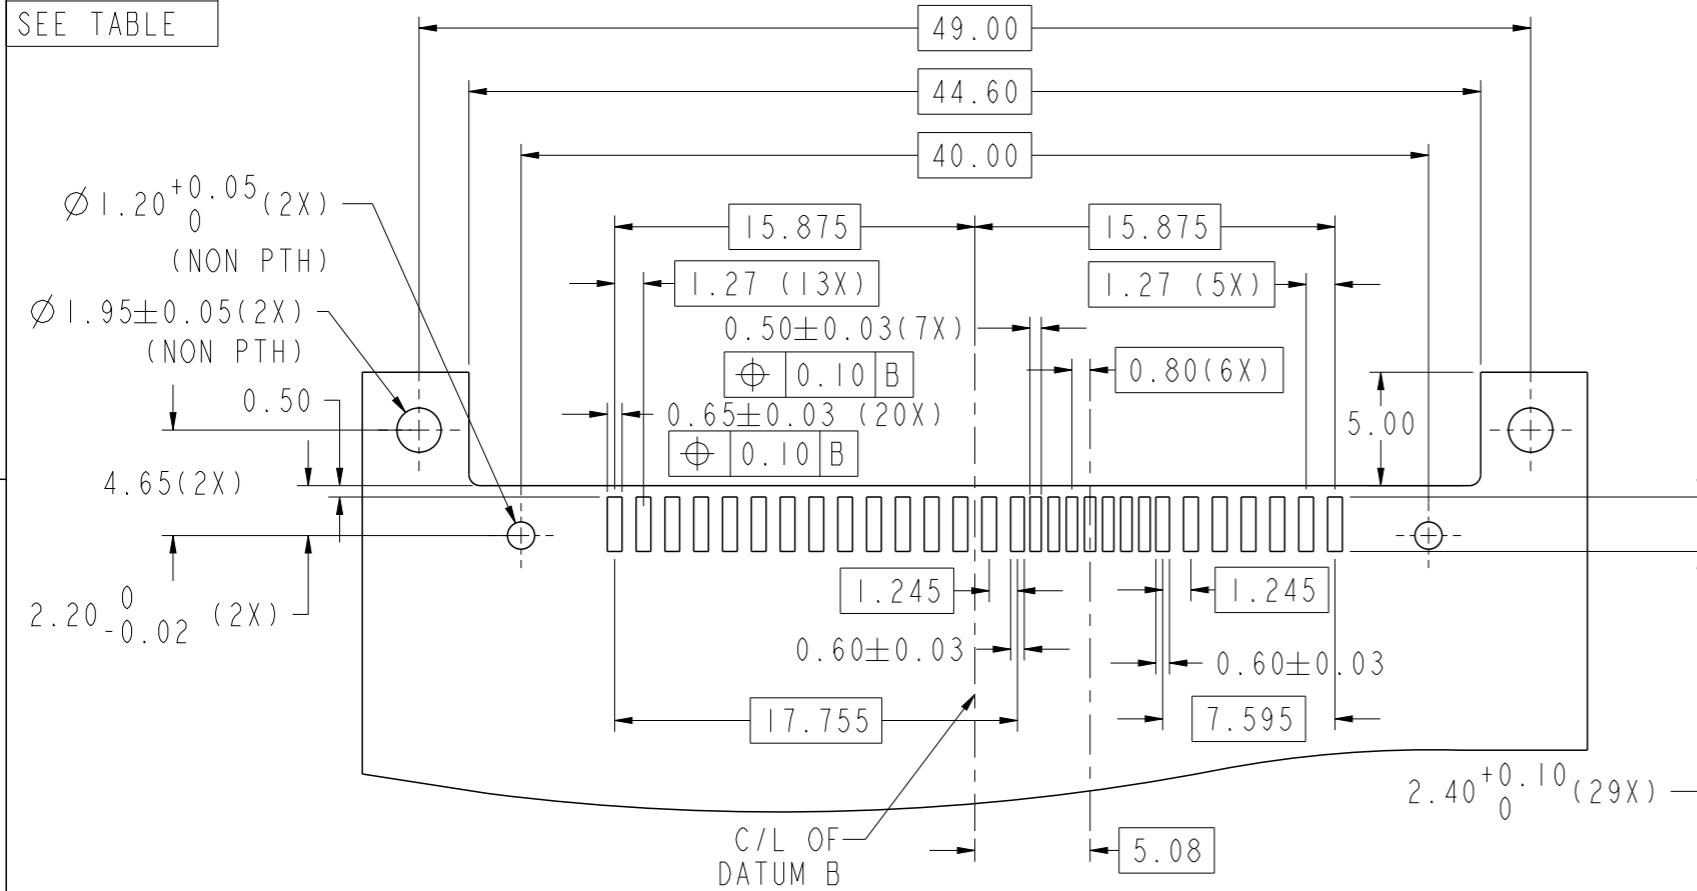 SEE TABLE
49.00
44.60
40.00
Ø1.20 +0.05 0 (2X)
(NON PTH)
15.875
15.875
1.27 (13X)
1.27 (5X)
Ø1.95±0.05(2X)
(NON PTH)
0.50±0.03(7X)
⌖ 0.10 B
0.80(6X)
0.50
0.65±0.03 (20X)
⌖ 0.10 B
5.00
4.65(2X)
2.20 0 -0.02 (2X)
1.245
1.245
0.60±0.03
0.60±0.03
17.755
7.595
2.40 +0.10 0 (29X)
C/L OF
DATUM B
5.08